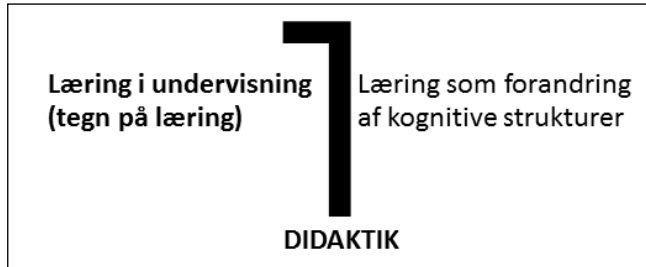 Læring i undervisning
(tegn på læring)
Læring som forandring
af kognitive strukturer
DIDAKTIK